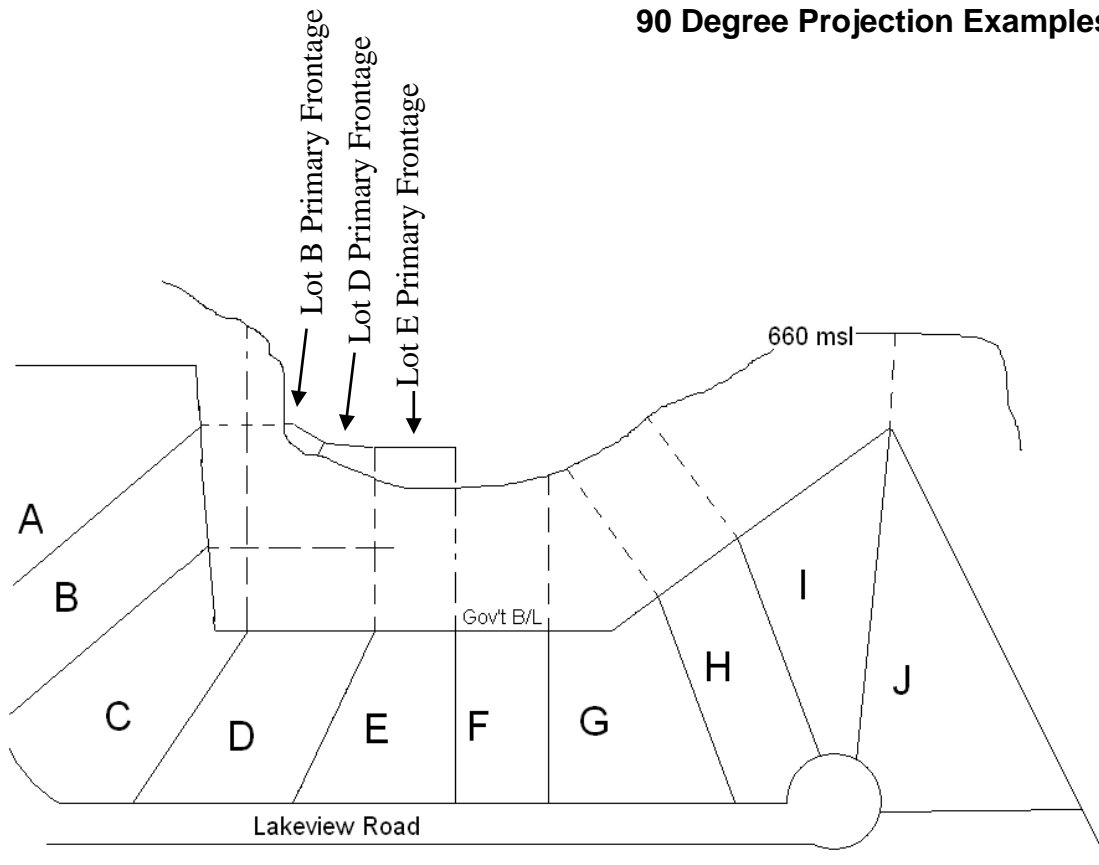 90 Degree Projection Examples
Lot B Primary Frontage
Lot D Primary Frontage
Lot E Primary Frontage
660 msl
A
B
C
D
E
F
G
H
I
J
Gov't B/L
Lakeview Road